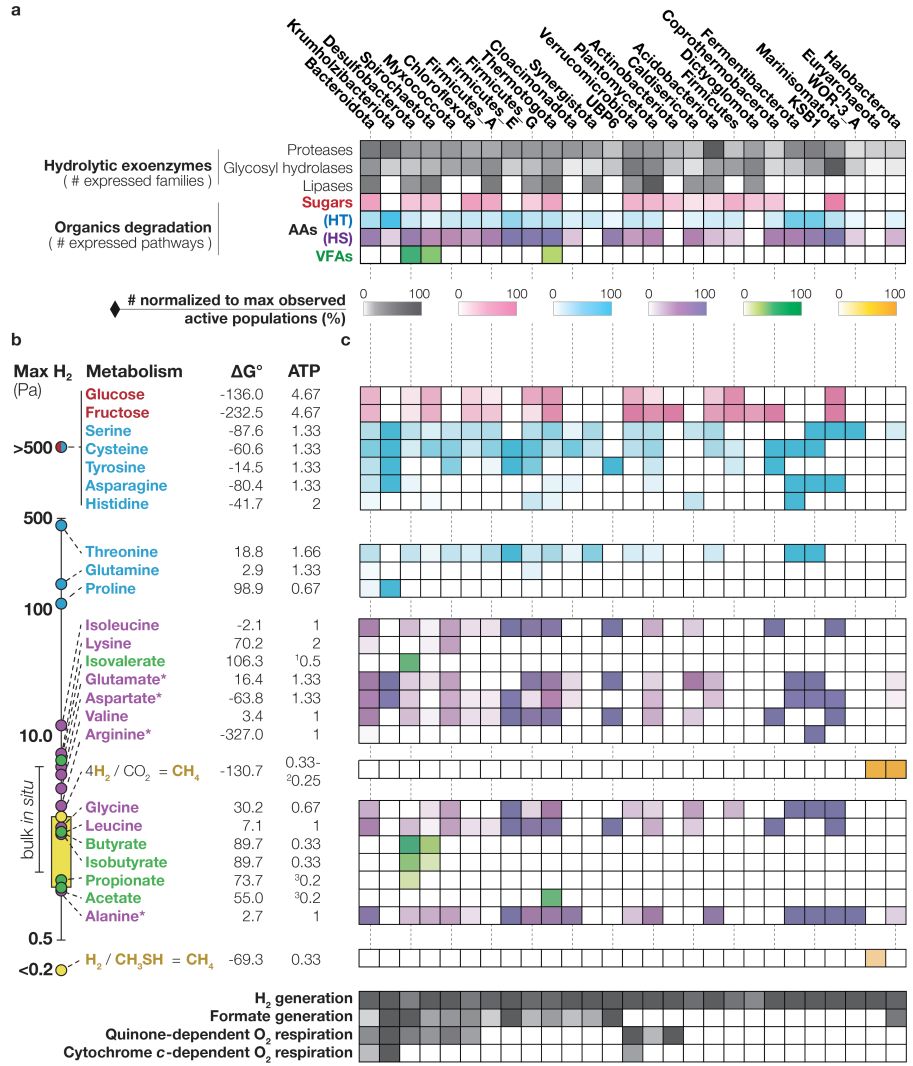 a
Bacteroidota
Krumholzibacteriota
Desulfobacterota
Spirochaetota
Myxococcota
Chloroflexota
Firmicutes_A
Firmicutes_E
Firmicutes_G
Thermotogota
Cloacimonadota
Synergistota
UBP6
Verrucomicrobiota
Plantomycetota
Actinobacteriota
Caldisericota
Acidobacteriota
Firmicutes
Dictyoglomota
Coprothermobacterota
Fermentibacterota
KSB1
Marinisomatota
WOR-3_A
Euryarchaeota
Halobacterota
Hydrolytic exoenzymes
( # expressed families )
Proteases
Glycosyl hydrolases
Lipases
Organics degradation
( # expressed pathways)
Sugars
AAs
(HT)
(HS)
VFAs
# normalized to max observed
active populations (%)
0 100
0 100
0 100
0 100
0 100
0 100
b
c
Max H₂ Metabolism ΔG° ATP
(Pa)
Glucose -136.0 4.67
Fructose -232.5 4.67
Serine -87.6 1.33
>500 Cysteine -60.6 1.33
Tyrosine -14.5 1.33
Asparagine -80.4 1.33
Histidine -41.7 2
500
Threonine 18.8 1.66
Glutamine 2.9 1.33
Proline 98.9 0.67
100
Isoleucine -2.1 1
Lysine 70.2 2
Isovalerate 106.3 ¹0.5
Glutamate* 16.4 1.33
Aspartate* -63.8 1.33
Valine 3.4 1
10.0
Arginine* -327.0 1
4H₂ / CO₂ = CH₄ -130.7 0.33-
²0.25
bulk in situ
Glycine 30.2 0.67
Leucine 7.1 1
Butyrate 89.7 0.33
Isobutyrate 89.7 0.33
Propionate 73.7 ³0.2
Acetate 55.0 ³0.2
Alanine* 2.7 1
0.5
H₂ / CH₃SH = CH₄ -69.3 0.33
<0.2
H₂ generation
Formate generation
Quinone-dependent O₂ respiration
Cytochrome c-dependent O₂ respiration